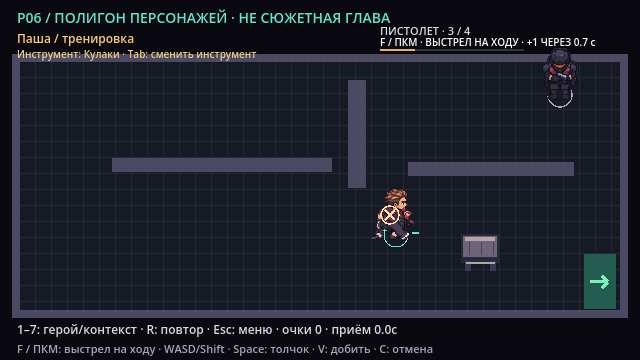 P06 / ПОЛИГОН ПЕРСОНАЖЕЙ · НЕ СЮЖЕТНАЯ ГЛАВА
Паша / тренировка
Инструмент: Кулаки · Tab: сменить инструмент
ПИСТОЛЕТ · 3 / 4
F / ПКМ · ВЫСТРЕЛ НА ХОДУ · +1 ЧЕРЕЗ 0.7 с
1–7: герой/контекст · R: повтор · Esc: меню · очки 0 · приём 0.0с
F / ПКМ: выстрел на ходу · WASD/Shift · Space: толчок · V: добить · C: отмена